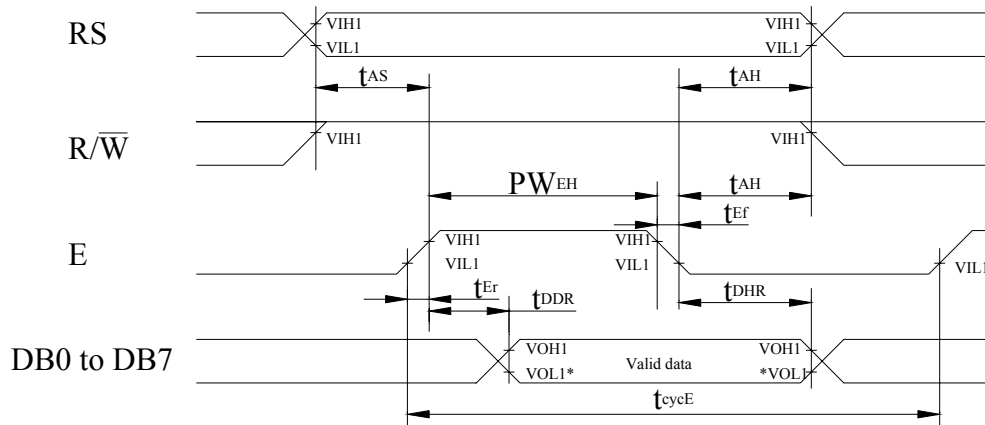 RS
VIH1
VIL1
VIH1
VIL1
tAS
tAH
R/W̅
VIH1
VIH1
PWEH
tAH
tEf
E
VIH1
VIL1
VIH1
VIL1
VIL1
tEr
tDDR
tDHR
DB0 to DB7
VOH1
VOL1*
Valid data
VOH1
*VOL1
tcycE